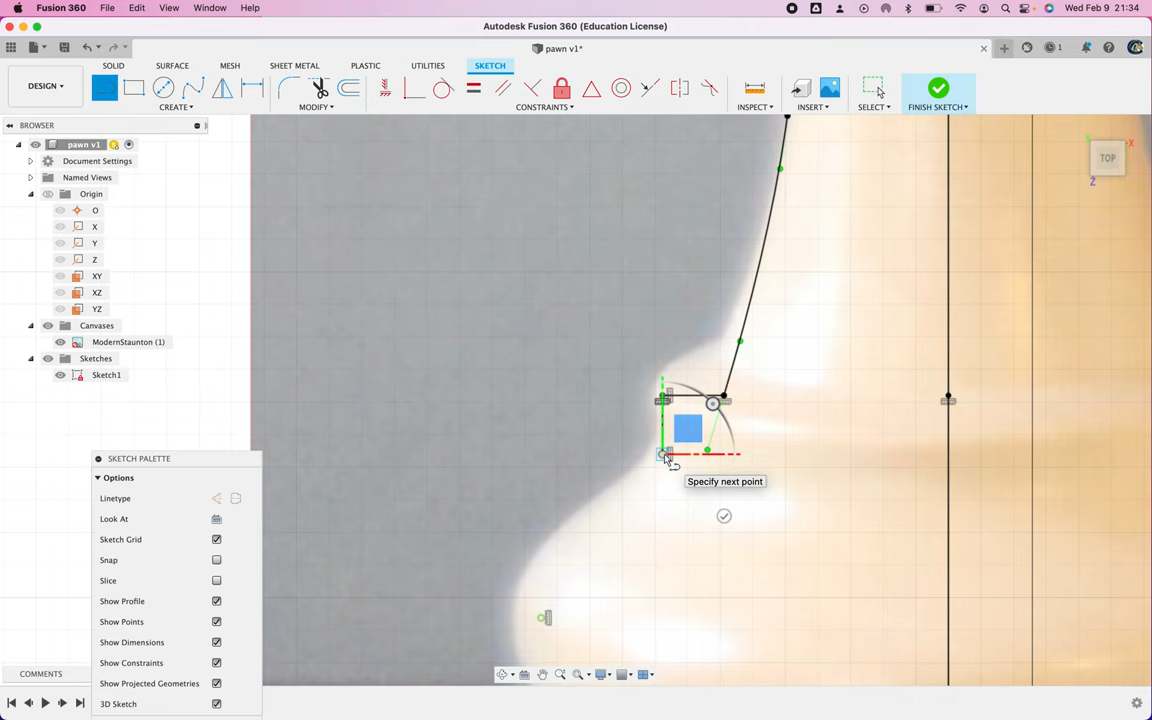 Fusion 360 File Edit View Window Help Wed Feb 9 21:34
Autodesk Fusion 360 (Education License)
pawn v1* 1
SOLID SURFACE MESH SHEET METAL PLASTIC UTILITIES SKETCH
DESIGN
CREATE MODIFY CONSTRAINTS INSPECT INSERT SELECT FINISH SKETCH
BROWSER
pawn v1
Document Settings
Named Views
Origin
O
X
Y
Z
XY
XZ
YZ
Canvases
ModernStaunton (1)
Sketches
Sketch1
TOP
X
Z
Specify next point
SKETCH PALETTE
Options
Linetype
Look At
Sketch Grid
Snap
Slice
Show Profile
Show Points
Show Dimensions
Show Constraints
Show Projected Geometries
3D Sketch
COMMENTS